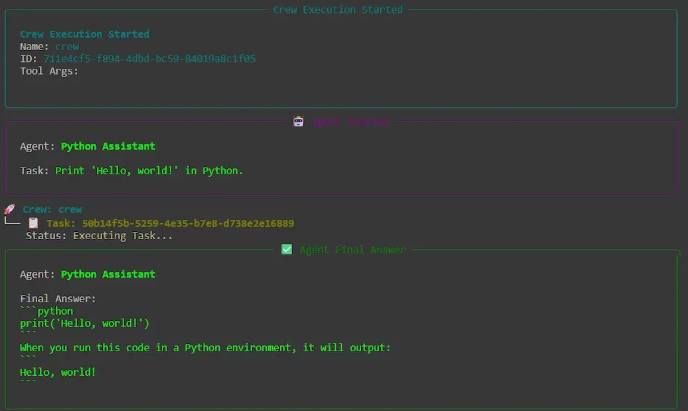 Crew Execution Started
Crew Execution Started
Name: crew
ID: 711e4cf5-f894-4dbd-bc59-84019a8c1f05
Tool Args:
🤖 Agent Started
Agent: Python Assistant
Task: Print 'Hello, world!' in Python.
🚀 Crew: crew
└── 📋 Task: 50b14f5b-5259-4e35-b7e8-d738e2e16889
Status: Executing Task...
✅ Agent Final Answer
Agent: Python Assistant
Final Answer:
```python
print('Hello, world!')
```
When you run this code in a Python environment, it will output:
```
Hello, world!
```